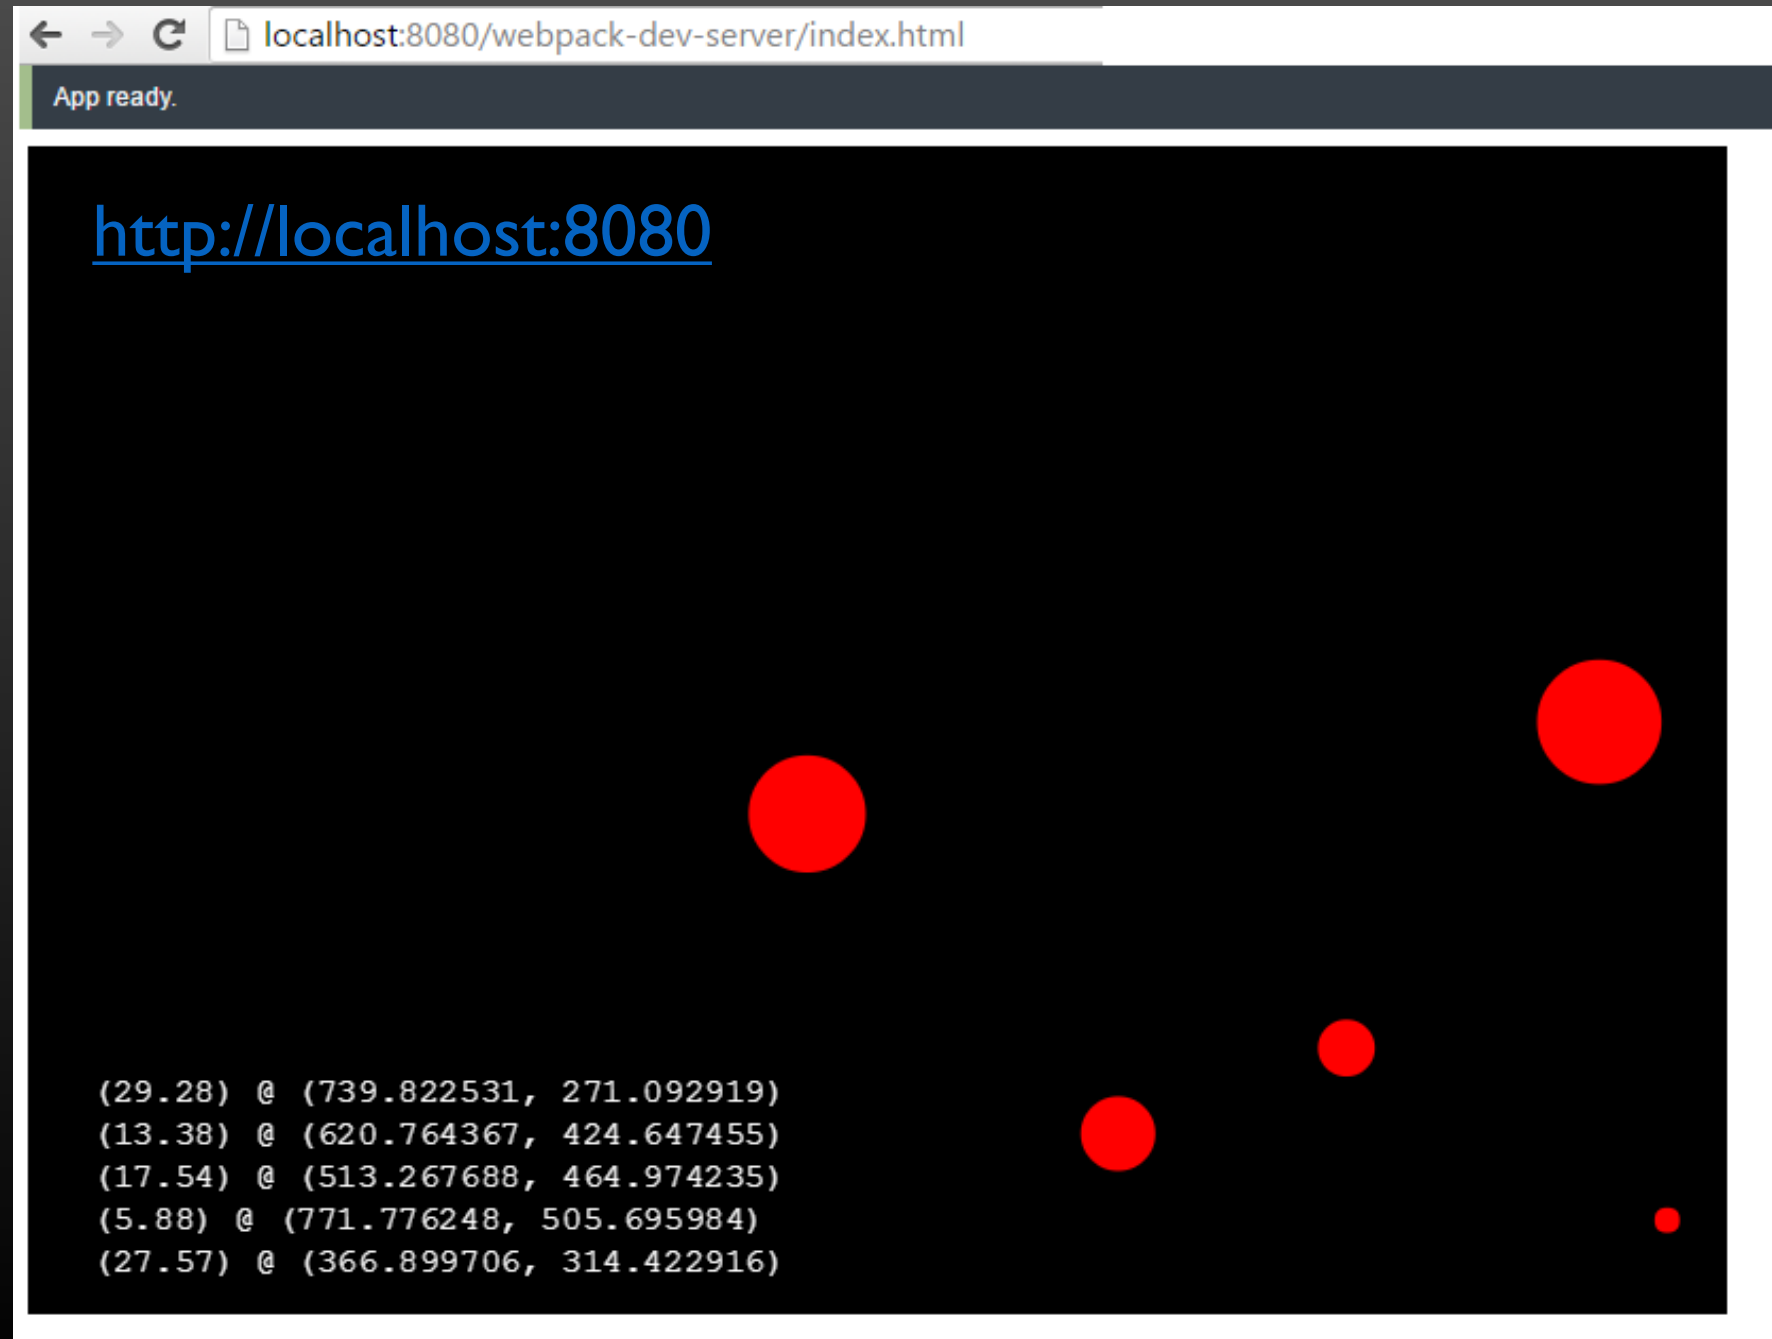 localhost:8080/webpack-dev-server/index.html
App ready.
http://localhost:8080
(29.28) @ (739.822531, 271.092919)
(13.38) @ (620.764367, 424.647455)
(17.54) @ (513.267688, 464.974235)
(5.88) @ (771.776248, 505.695984)
(27.57) @ (366.899706, 314.422916)